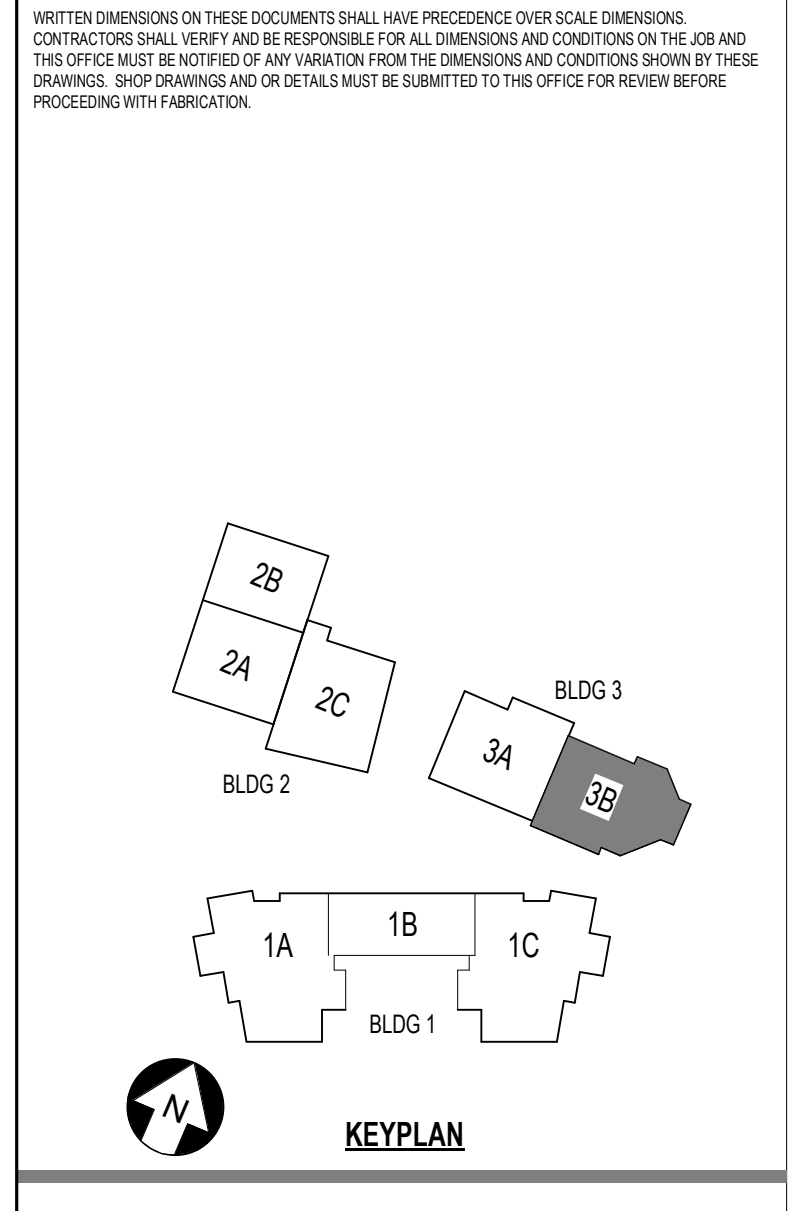 WRITTEN DIMENSIONS ON THESE DOCUMENTS SHALL HAVE PRECEDENCE OVER SCALE DIMENSIONS.
CONTRACTORS SHALL VERIFY AND BE RESPONSIBLE FOR ALL DIMENSIONS AND CONDITIONS ON THE JOB AND
THIS OFFICE MUST BE NOTIFIED OF ANY VARIATION FROM THE DIMENSIONS AND CONDITIONS SHOWN BY THESE
DRAWINGS. SHOP DRAWINGS AND OR DETAILS MUST BE SUBMITTED TO THIS OFFICE FOR REVIEW BEFORE
PROCEEDING WITH FABRICATION.
2B
2A
2C
BLDG 2
BLDG 3
3A
3B
1A
1B
1C
BLDG 1
N
KEYPLAN